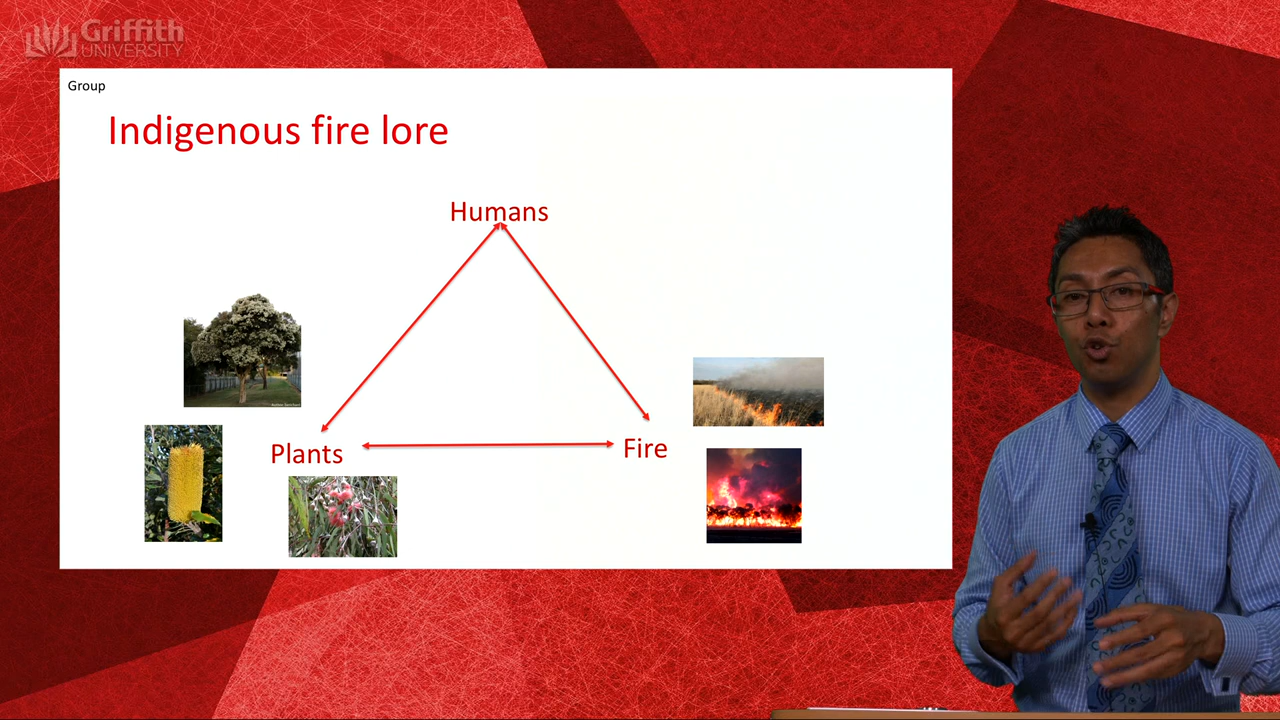 Griffith
UNIVERSITY
Group
Indigenous fire lore
Humans
Plants
Fire